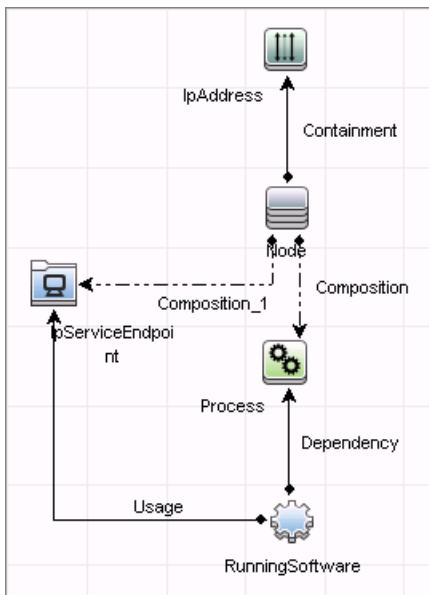 IpAddress
Containment
Node
Composition
Composition_1
IpServiceEndpoi
nt
Process
Dependency
Usage
RunningSoftware